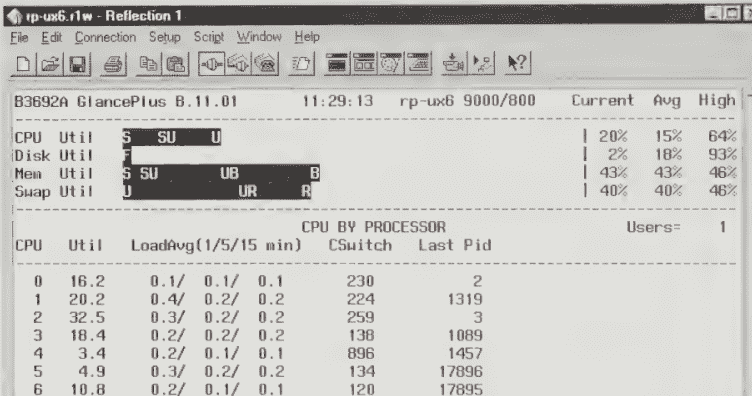 rp-ux6.r1w - Reflection 1
File Edit Connection Setup Script Window Help
B3692A GlancePlus B.11.01 11:29:13 rp-ux6 9000/800 Current Avg High
CPU Util S SU U | 20% 15% 64%
Disk Util F | 2% 18% 93%
Mem Util S SU UB B | 43% 43% 46%
Swap Util U UR R | 40% 40% 46%
CPU BY PROCESSOR Users= 1
CPU Util LoadAvg(1/5/15 min) CSwitch Last Pid
0 16.2 0.1/ 0.1/ 0.1 230 2
1 20.2 0.4/ 0.2/ 0.2 224 1319
2 32.5 0.3/ 0.2/ 0.2 259 3
3 18.4 0.2/ 0.2/ 0.2 138 1089
4 3.4 0.2/ 0.1/ 0.1 896 1457
5 4.9 0.3/ 0.2/ 0.2 134 17896
6 10.8 0.2/ 0.1/ 0.1 120 17895